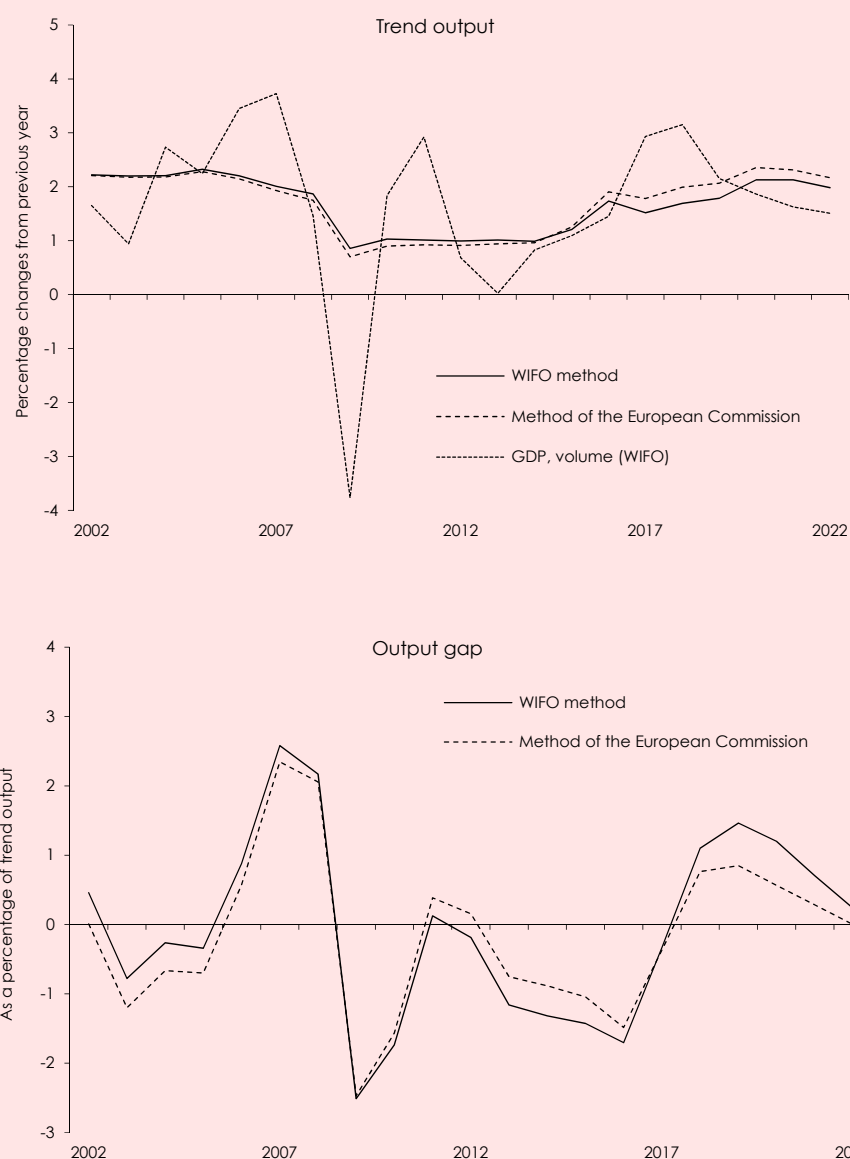 Trend output
5
4
3
2
1
0
-1
-2
-3
-4
Percentage changes from previous year
WIFO method
Method of the European Commission
GDP, volume (WIFO)
2002 2007 2012 2017 2022
Output gap
4
3
2
1
0
-1
-2
-3
As a percentage of trend output
WIFO method
Method of the European Commission
2002 2007 2012 2017 20